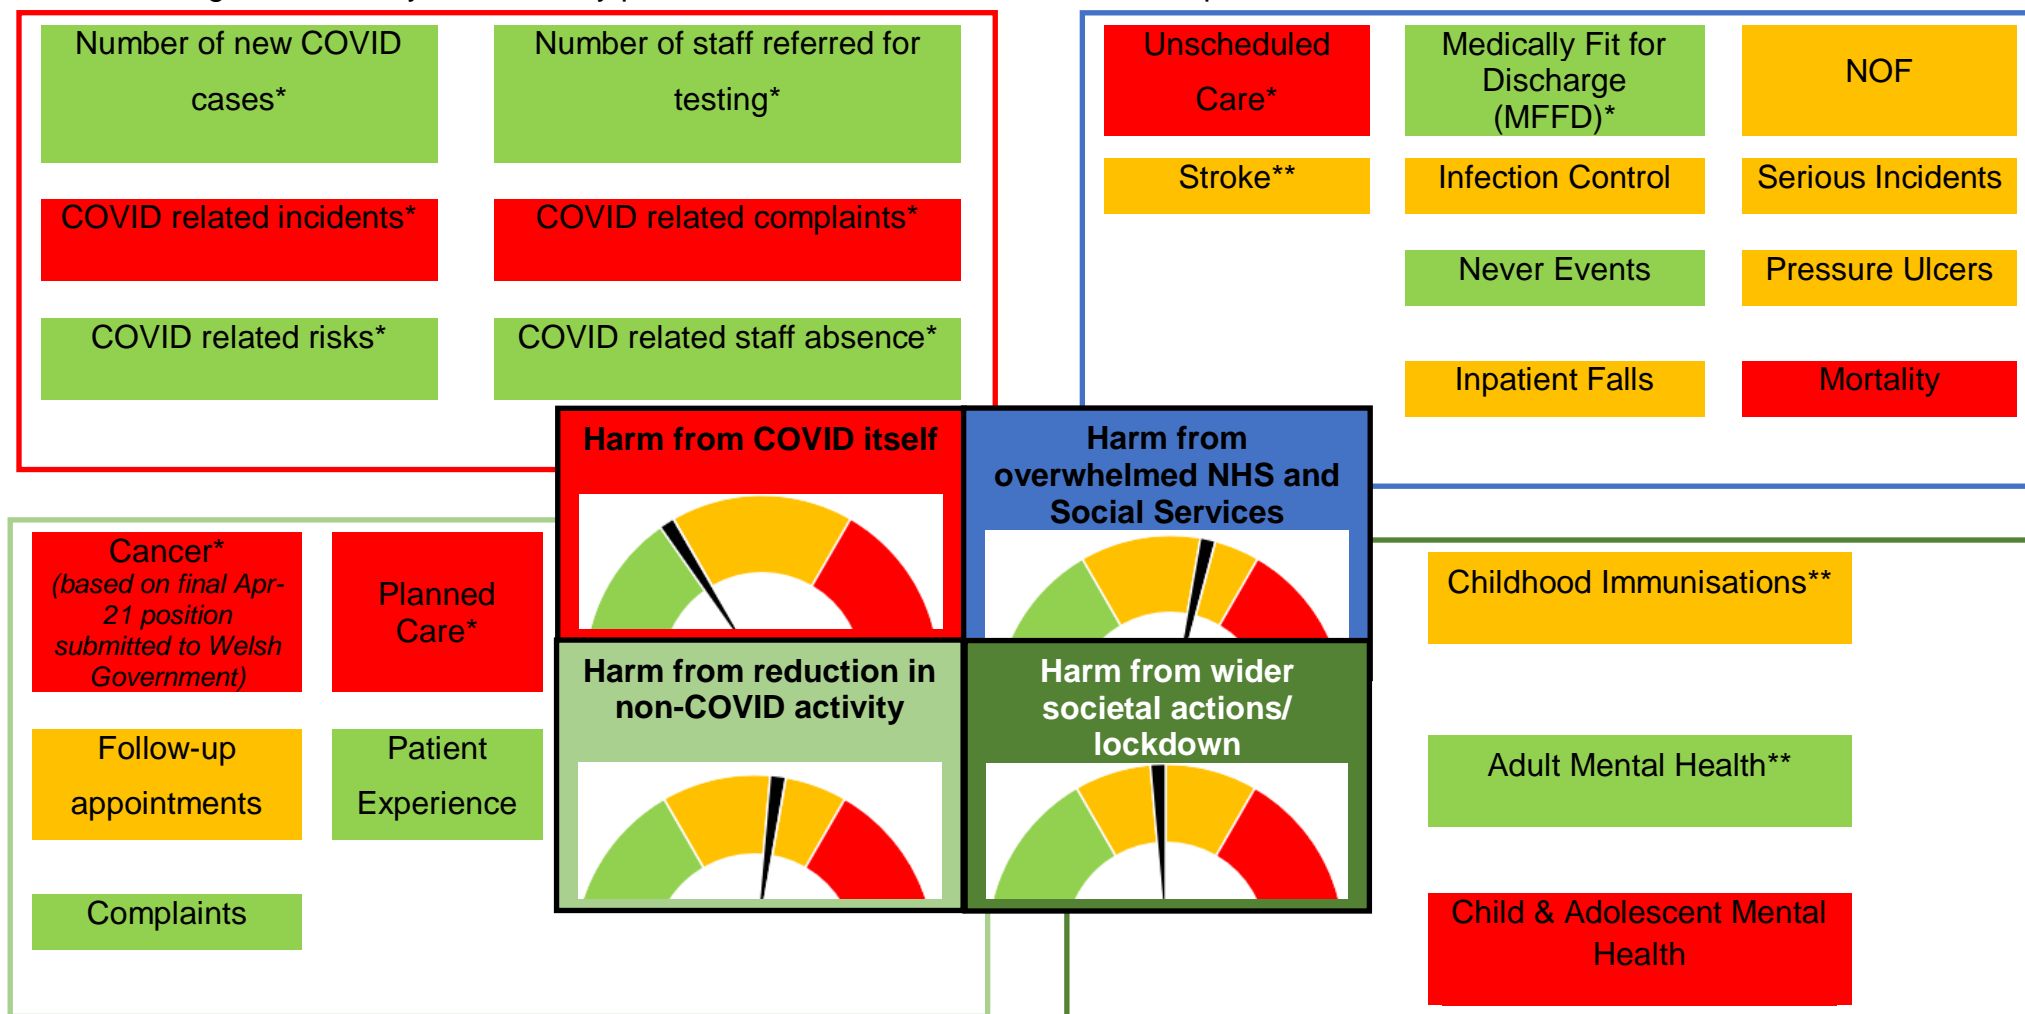 Number of new COVID
cases*
Number of staff referred for
testing*
COVID related incidents*
COVID related complaints*
COVID related risks*
COVID related staff absence*
Unscheduled
Care*
Medically Fit for
Discharge
(MFFD)*
NOF
Stroke**
Infection Control
Serious Incidents
Never Events
Pressure Ulcers
Inpatient Falls
Mortality
Harm from COVID itself
Harm from
overwhelmed NHS and
Social Services
Cancer*
(based on final Apr-
21 position
submitted to Welsh
Government)
Planned
Care*
Follow-up
appointments
Patient
Experience
Complaints
Harm from reduction in
non-COVID activity
Harm from wider
societal actions/
lockdown
Childhood Immunisations**
Adult Mental Health**
Child & Adolescent Mental
Health